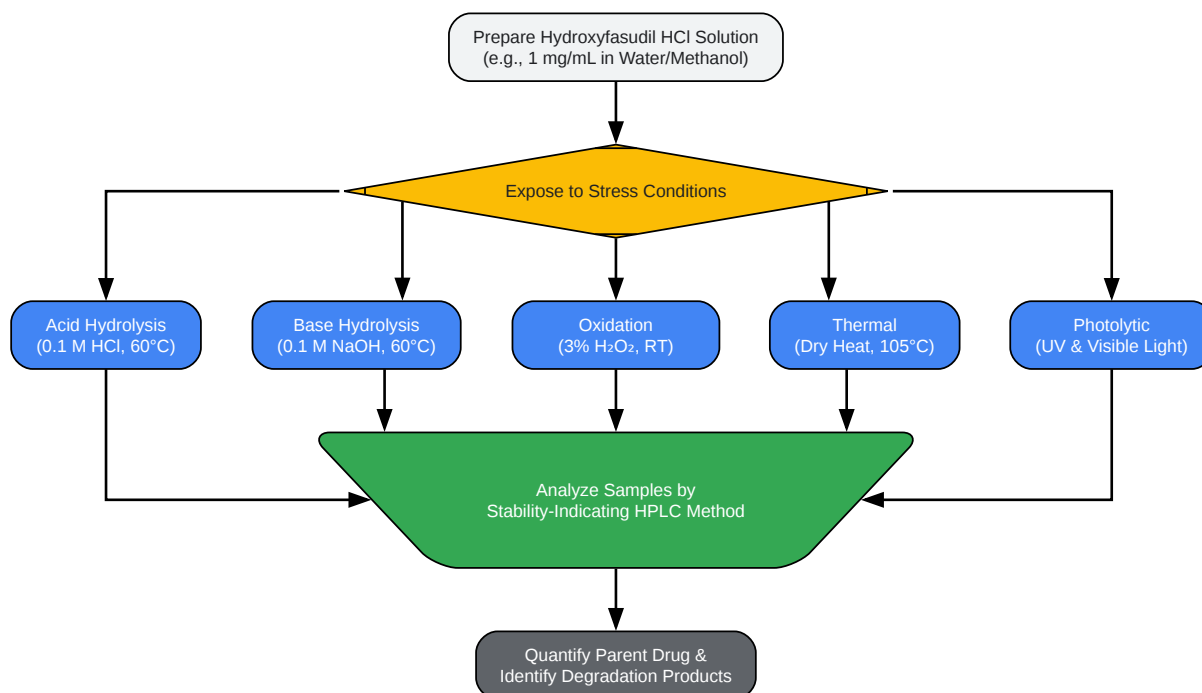 Prepare Hydroxyfasudil HCl Solution
(e.g., 1 mg/mL in Water/Methanol)
Expose to Stress Conditions
Acid Hydrolysis
(0.1 M HCl, 60°C)
Base Hydrolysis
(0.1 M NaOH, 60°C)
Oxidation
(3% H₂O₂, RT)
Thermal
(Dry Heat, 105°C)
Photolytic
(UV & Visible Light)
Analyze Samples by
Stability-Indicating HPLC Method
Quantify Parent Drug &
Identify Degradation Products